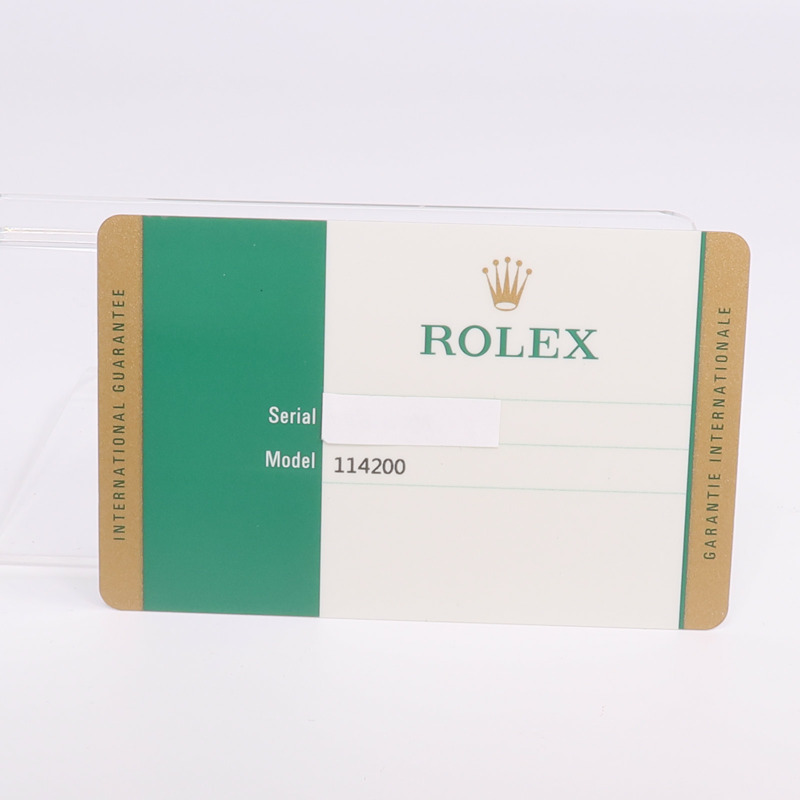 INTERNATIONAL GUARANTEE
ROLEX
Serial
Model 114200
GARANTIE INTERNATIONALE